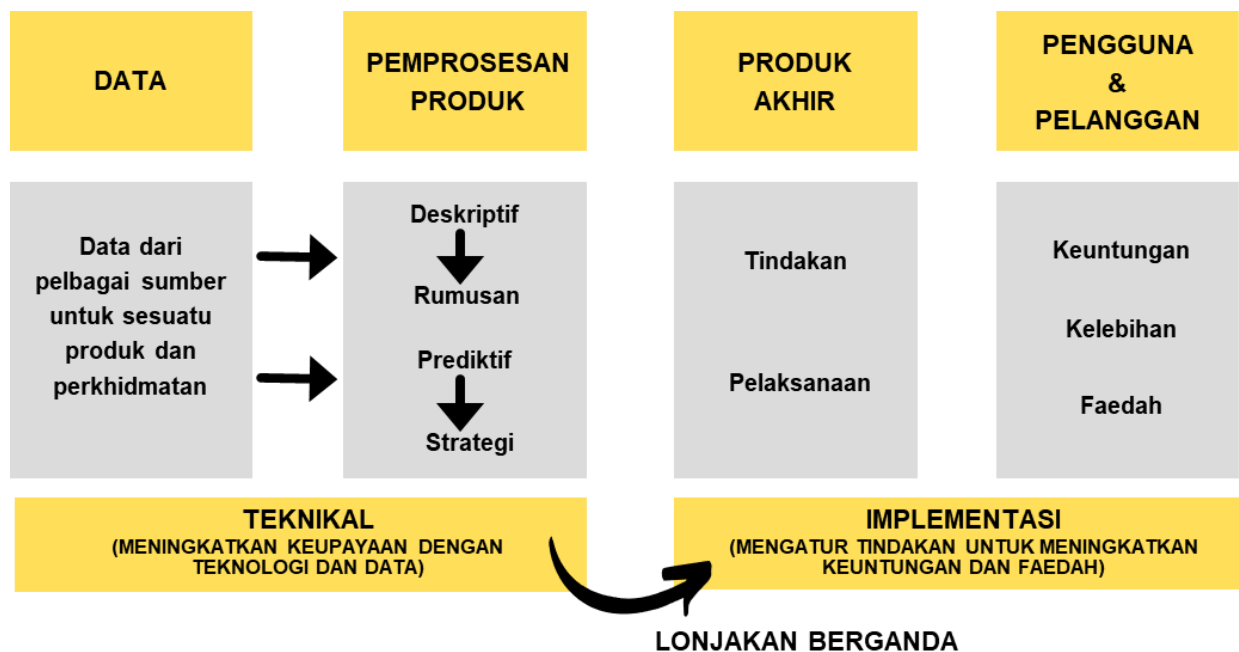 DATA
PEMPROSESAN
PRODUK
PRODUK
AKHIR
PENGGUNA
&
PELANGGAN
Data dari
pelbagai sumber
untuk sesuatu
produk dan
perkhidmatan
Deskriptif
Rumusan
Prediktif
Strategi
Tindakan
Pelaksanaan
Keuntungan
Kelebihan
Faedah
TEKNIKAL
(MENINGKATKAN KEUPAYAAN DENGAN
TEKNOLOGI DAN DATA)
IMPLEMENTASI
(MENGATUR TINDAKAN UNTUK MENINGKATKAN
KEUNTUNGAN DAN FAEDAH)
LONJAKAN BERGANDA